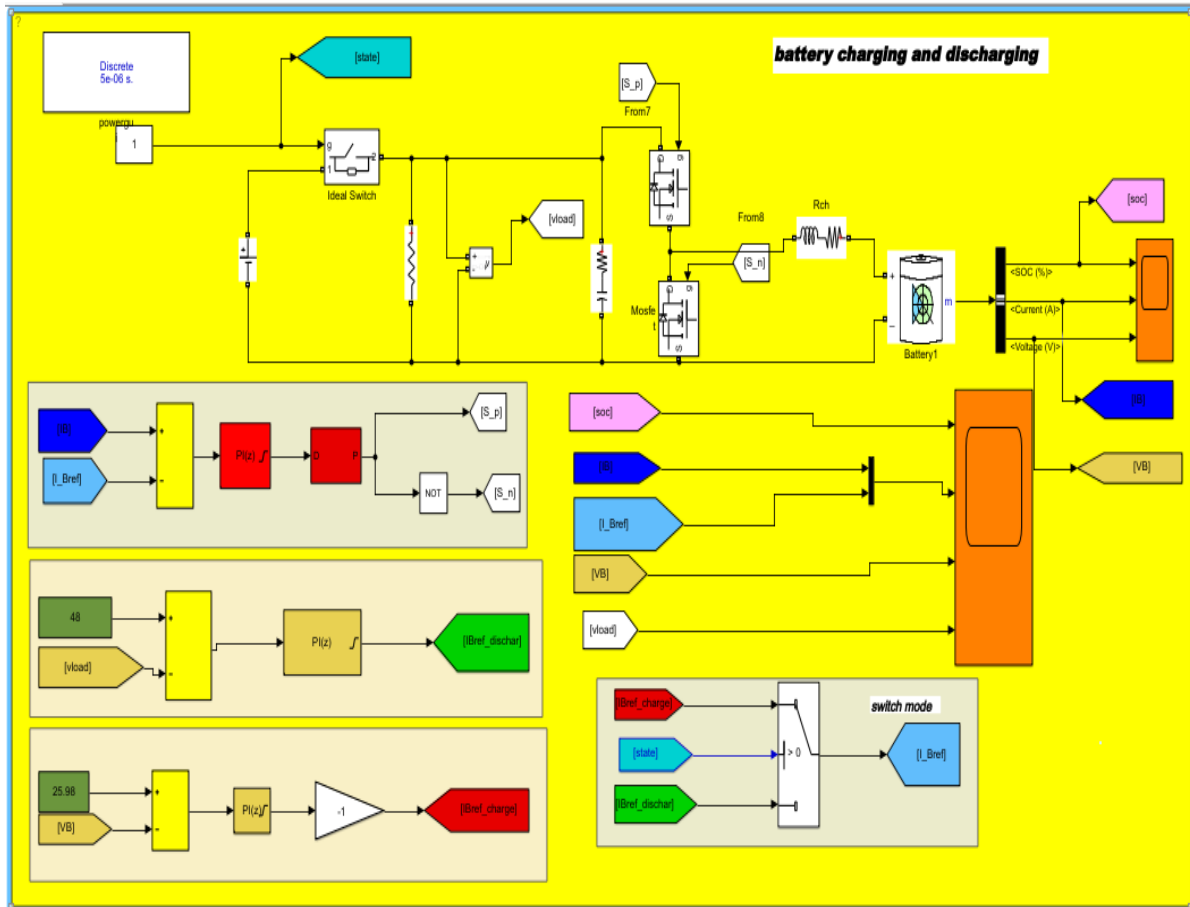 ?
battery charging and discharging
Discrete
5e-06 s.
powergu
i
[state]
1
g
1
2
Ideal Switch
[S_p]
From7
g
D
S
+
-
v
[vload]
From8
[S_n]
Rch
g
D
S
Mosfe
t
+
-
m
Battery1
<SOC (%)>
<Current (A)>
<Voltage (V)>
[soc]
[IB]
[VB]
[IB]
[I_Bref]
+
-
PI(z)
D
P
NOT
[S_p]
[S_n]
48
[vload]
+
-
PI(z)
[IBref_dischar]
25.98
[VB]
+
-
PI(z)
-1
[IBref_charge]
[soc]
[IB]
[I_Bref]
[VB]
[vload]
switch mode
[IBref_charge]
[state]
[IBref_dischar]
> 0
[I_Bref]